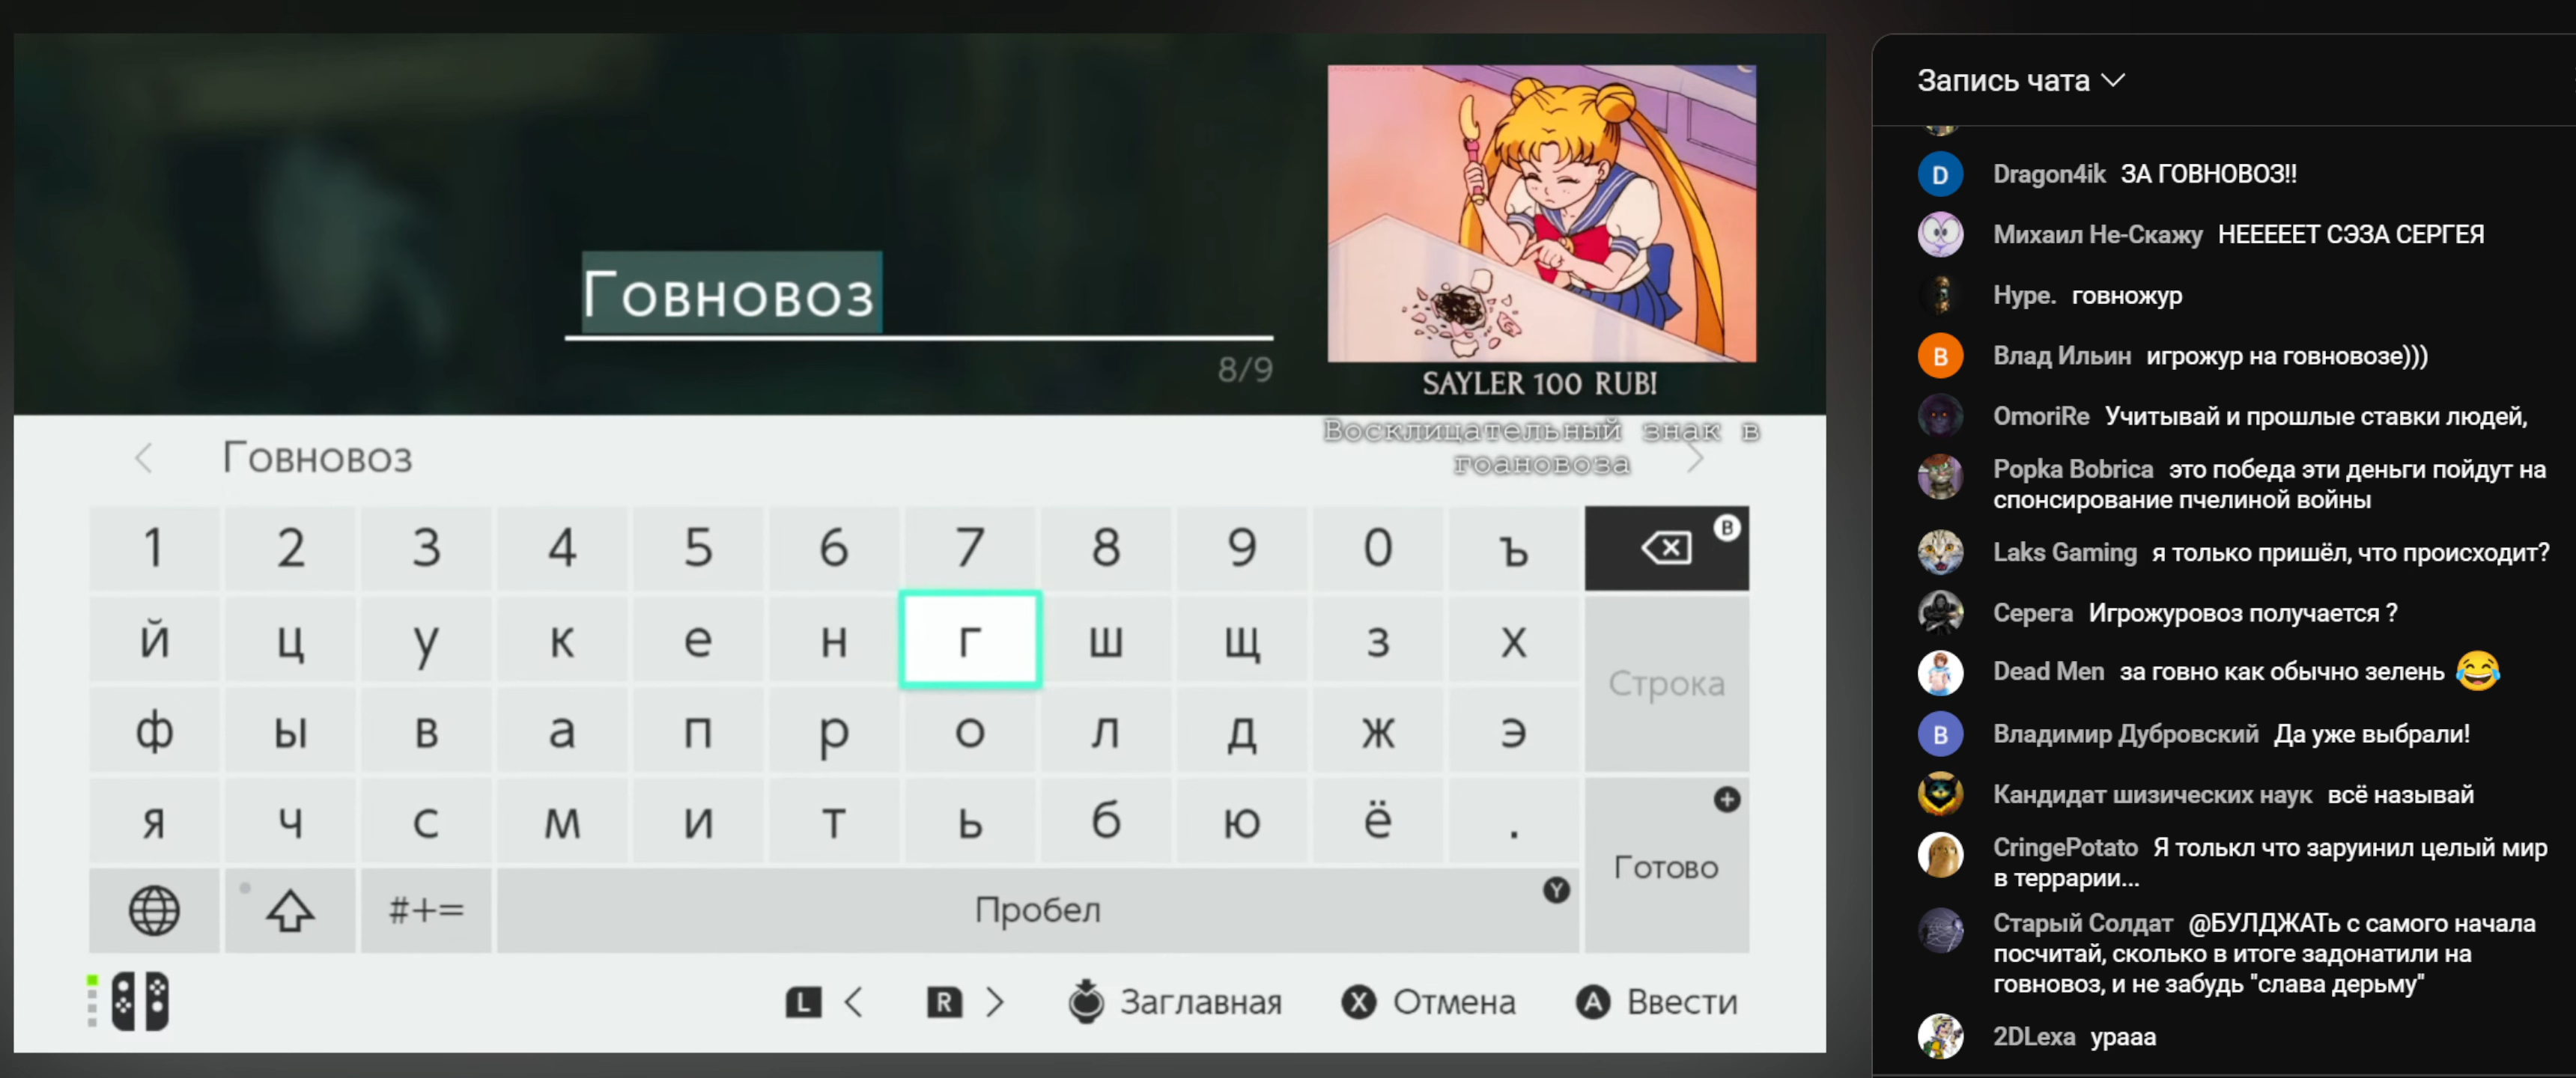 Говновоз
8/9
SAYLER 100 RUB!
Восклицательный знак в
гоановоза
Говновоз
1 2 3 4 5 6 7 8 9 0 ъ B
й ц у к е н г ш щ з х
Строка
ф ы в а п р о л д ж э
я ч с м и т ь б ю ё .
Готово
#+= Пробел Y
L R Заглавная X Отмена A Ввести
Запись чата
D Dragon4ik ЗА ГОВНОВОЗ!!
Михаил Не-Скажу НЕЕЕЕЕТ СЭЗА СЕРГЕЯ
Hype. говножур
В Влад Ильин игрожур на говновозе)))
OmoriRe Учитывай и прошлые ставки людей,
Popka Bobrica это победа эти деньги пойдут на
спонсирование пчелиной войны
Laks Gaming я только пришёл, что происходит?
Серега Игрожуровоз получается ?
Dead Men за говно как обычно зелень 😂
В Владимир Дубровский Да уже выбрали!
Кандидат шизических наук всё называй
CringePotato Я толькл что заруинил целый мир
в террарии...
Старый Солдат @БУЛДЖАТь с самого начала
посчитай, сколько в итоге задонатили на
говновоз, и не забудь "слава дерьму"
2DLexa урааа